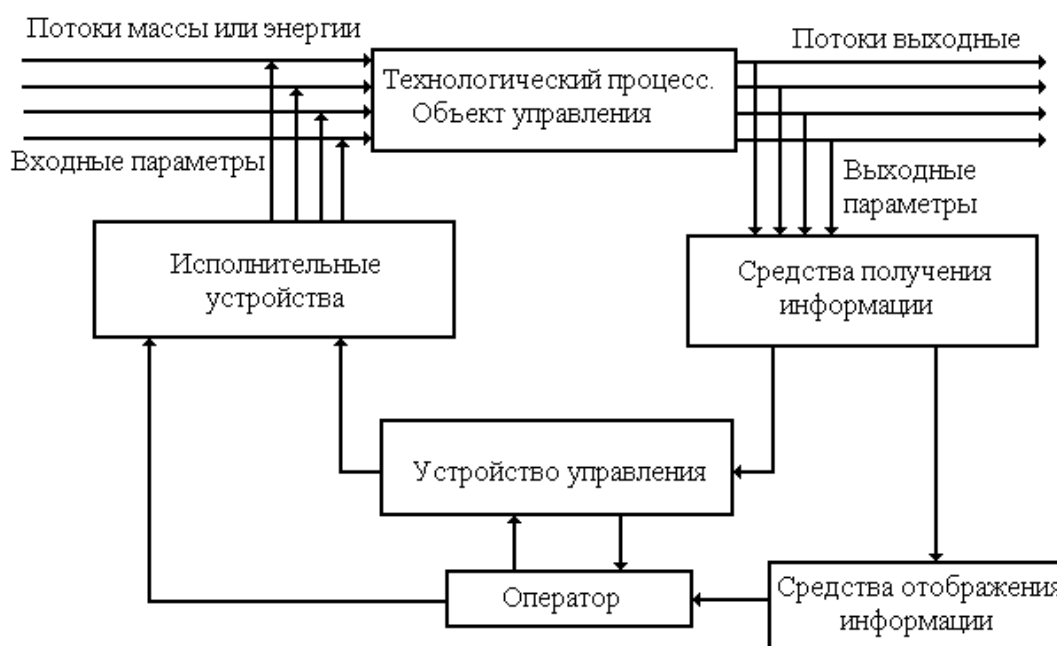 Потоки массы или энергии
Потоки выходные
Технологический процесс.
Объект управления
Входные параметры
Выходные
параметры
Исполнительные
устройства
Средства получения
информации
Устройство управления
Оператор
Средства отображения
информации